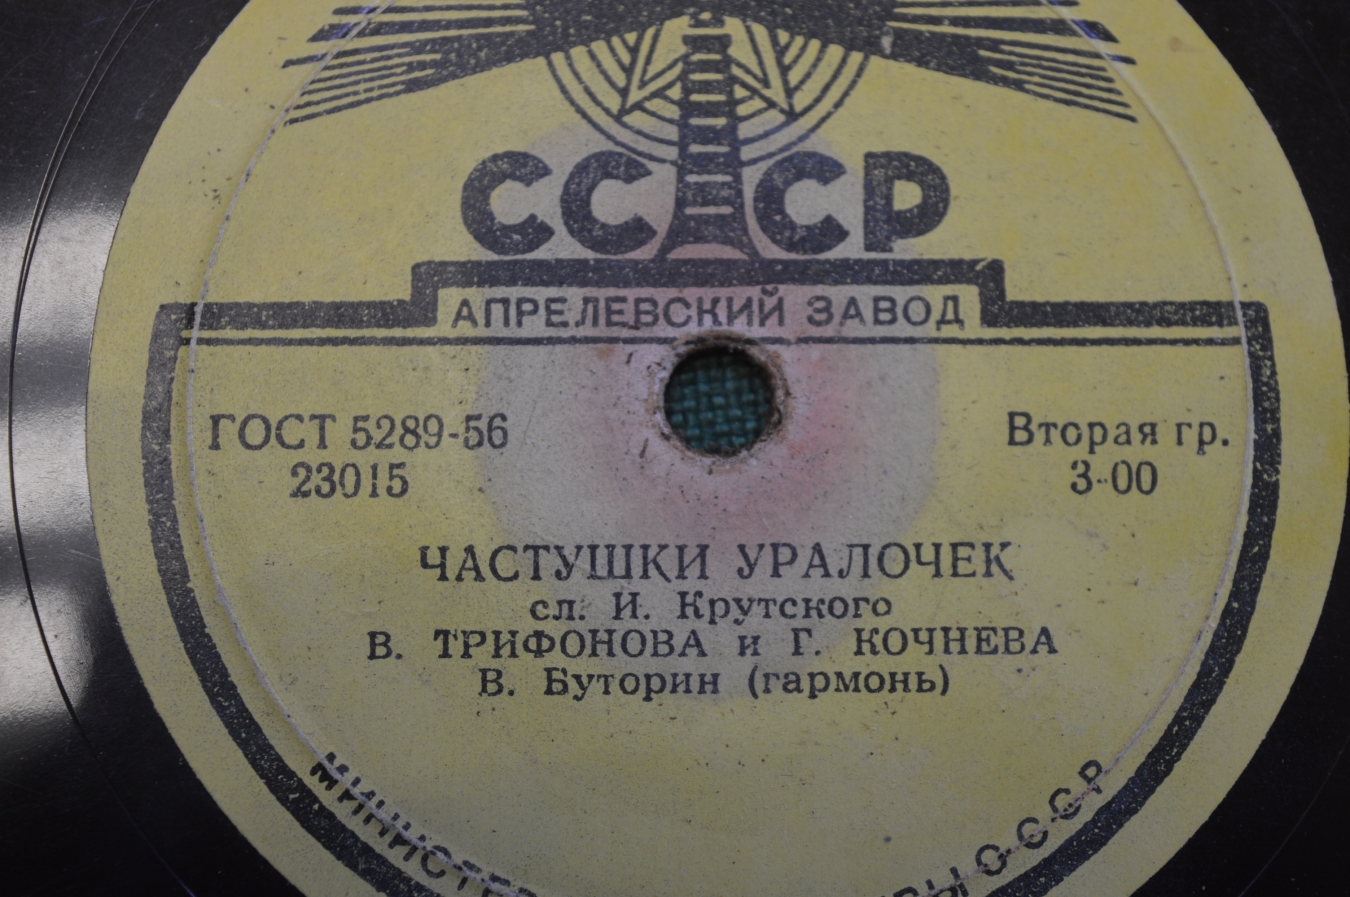 СССР
АПРЕЛЕВСКИЙ ЗАВОД
ГОСТ 5289-56
23015
Вторая гр.
3-00
ЧАСТУШКИ УРАЛОЧЕК
сл. И. Крутского
В. ТРИФОНОВА и Г. КОЧНЕВА
В. Буторин (гармонь)
СССР